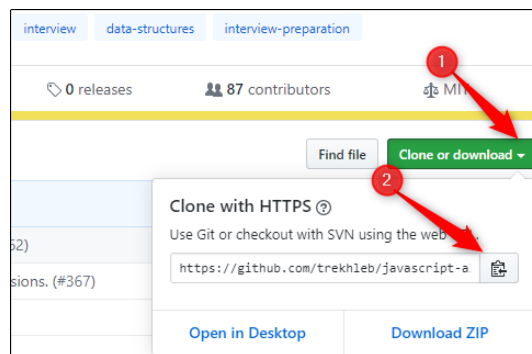 interview data-structures interview-preparation
0 releases 87 contributors MIT
1
Find file Clone or download
2
Clone with HTTPS
Use Git or checkout with SVN using the web
52)
https://github.com/trekhleb/javascript-a
sions. (#367)
Open in Desktop Download ZIP